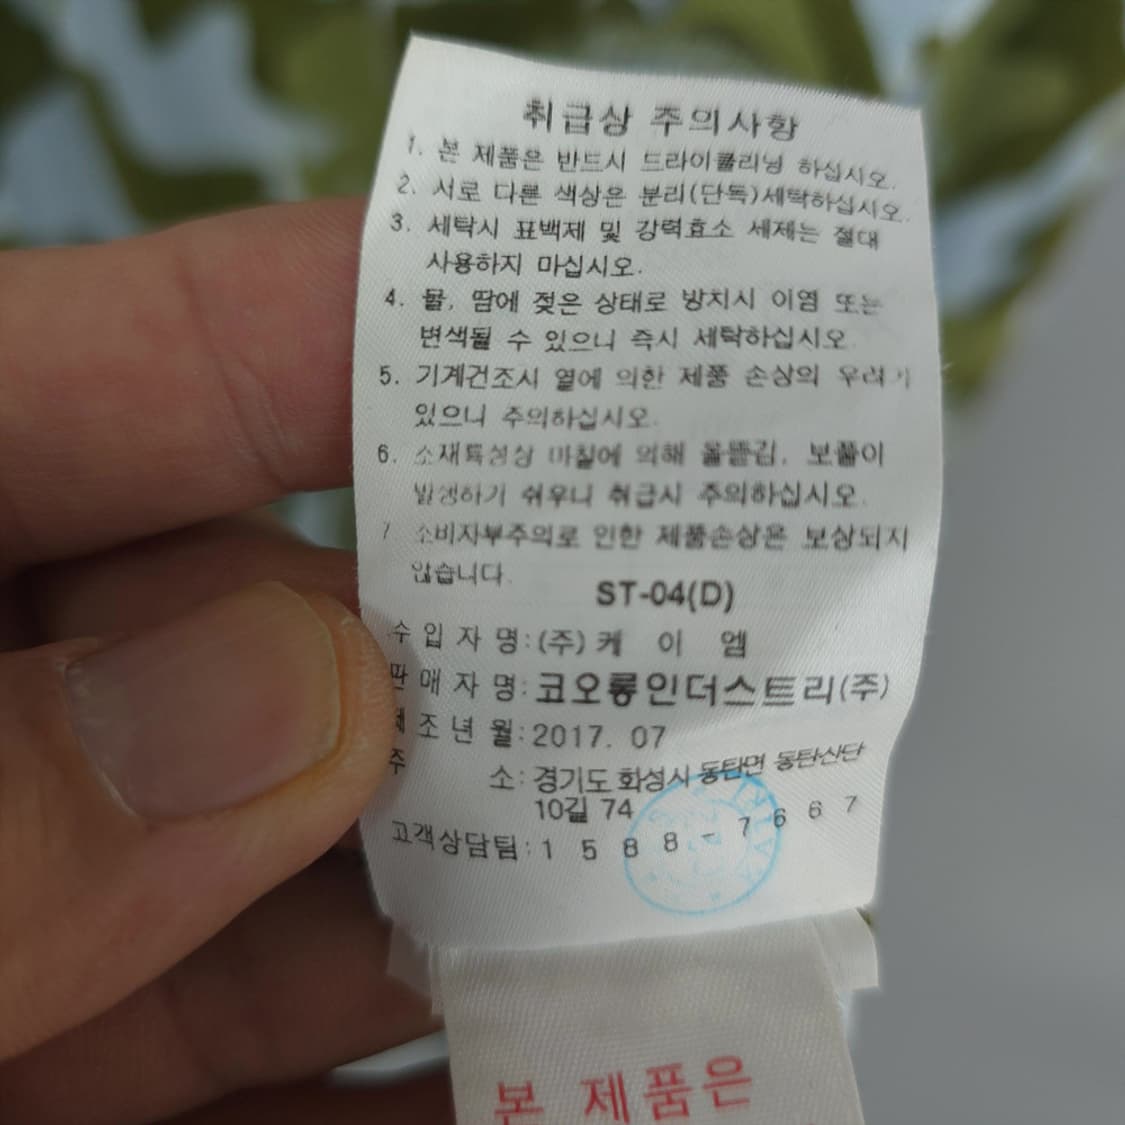 취급상 주의사항
1. 본 제품은 반드시 드라이클리닝 하십시오.
2. 서로 다른 색상은 분리(단독)세탁하십시오.
3. 세탁시 표백제 및 강력효소 세제는 절대
사용하지 마십시오.
4. 물, 땀에 젖은 상태로 방치시 이염 또는
변색될 수 있으니 즉시 세탁하십시오.
5. 기계건조시 열에 의한 제품 손상의 우려가
있으니 주의하십시오.
6. 소재특성상 마찰에 의해 올뜯김, 보풀이
발생하기 쉬우니 취급시 주의하십시오.
7 소비자부주의로 인한 제품손상은 보상되지
않습니다.
ST-04(D)
수입자명:(주)케 이 엠
판매자명:코오롱인더스트리(주)
제조년월:2017. 07
주 소:경기도 화성시 동탄면 동탄산단
10길 74
고객상담팀:1588-7667
본 제품은